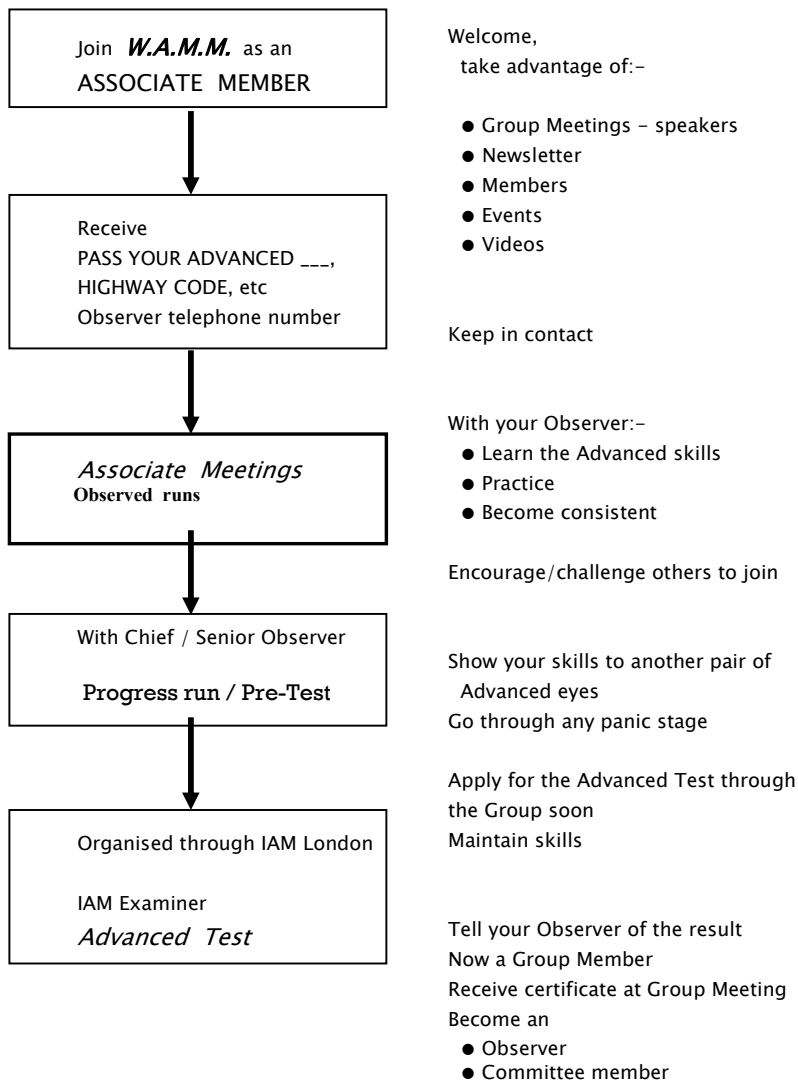 Join W.A.M.M. as an
ASSOCIATE MEMBER
Welcome,
take advantage of:-
● Group Meetings - speakers
● Newsletter
● Members
● Events
● Videos
Receive
PASS YOUR ADVANCED ___,
HIGHWAY CODE, etc
Observer telephone number
Keep in contact
Associate Meetings
Observed runs
With your Observer:-
● Learn the Advanced skills
● Practice
● Become consistent
Encourage/challenge others to join
With Chief / Senior Observer
Progress run / Pre-Test
Show your skills to another pair of
Advanced eyes
Go through any panic stage
Apply for the Advanced Test through
the Group soon
Maintain skills
Organised through IAM London
IAM Examiner
Advanced Test
Tell your Observer of the result
Now a Group Member
Receive certificate at Group Meeting
Become an
● Observer
● Committee member